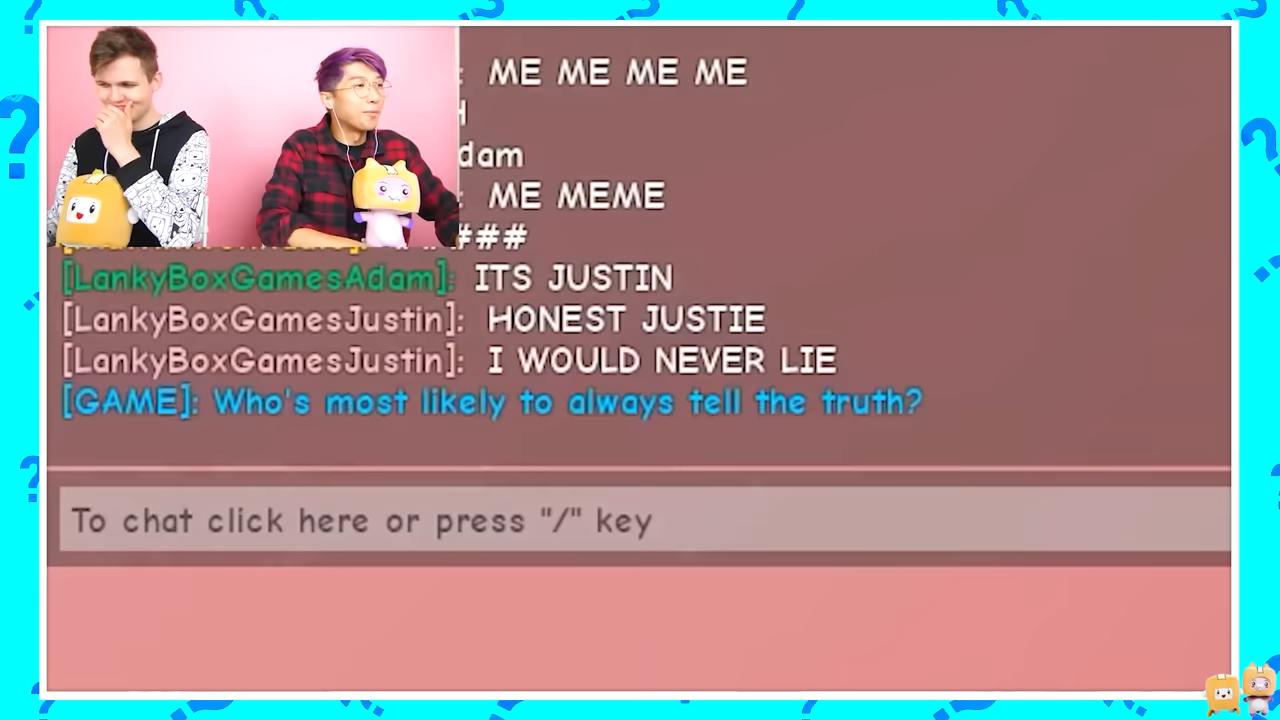 : ME ME ME ME
dam
: ME MEME
###
[LankyBoxGamesAdam]: ITS JUSTIN
[LankyBoxGamesJustin]: HONEST JUSTIE
[LankyBoxGamesJustin]: I WOULD NEVER LIE
[GAME]: Who's most likely to always tell the truth?
To chat click here or press "/" key